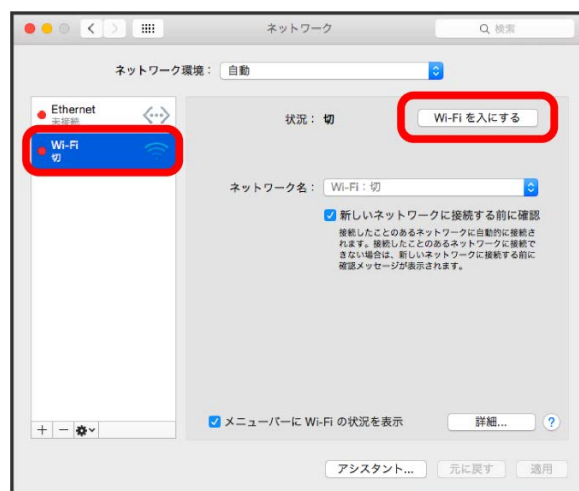 ネットワーク
検索
ネットワーク環境： 自動
Ethernet
未接続
Wi-Fi
切
状況： 切
Wi-Fi を入にする
ネットワーク名： Wi-Fi：切
新しいネットワークに接続する前に確認
接続したことのあるネットワークに自動的に接続さ
れます。接続したことのあるネットワークに接続で
きない場合は、新しいネットワークに接続する前に
確認メッセージが表示されます。
メニューバーに Wi-Fi の状況を表示
詳細...
?
アシスタント...
元に戻す
適用